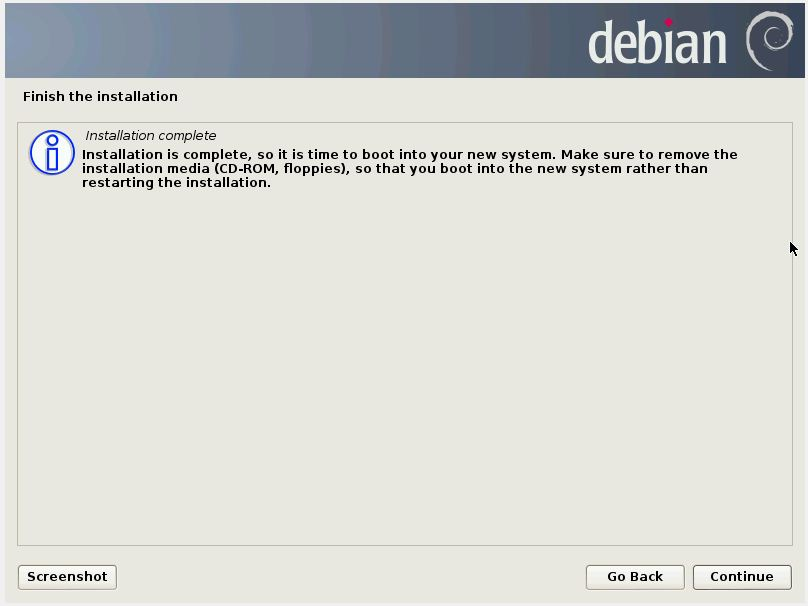 debian
Finish the installation
Installation complete
Installation is complete, so it is time to boot into your new system. Make sure to remove the
installation media (CD-ROM, floppies), so that you boot into the new system rather than
restarting the installation.
Screenshot
Go Back
Continue